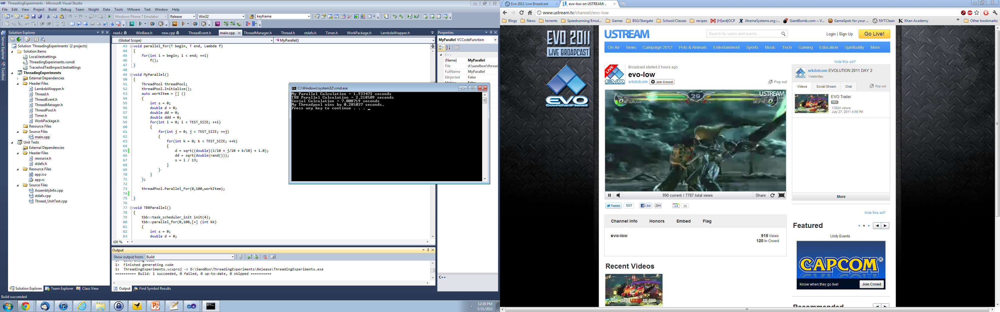 ThreadingExperiments - Microsoft Visual Studio
File Edit View Project Build Debug Team Nsight Data Tools VMware Test Window Help
Windows Phone 7 Emulator Release Win32 keyframe
Solution Explorer
Server Explorer
Toolbox
Solution 'ThreadingExperiments' (2 projects)
Solution Items
Local.testsettings
ThreadingExperiments.vsmdi
TraceAndTestImpact.testsettings
ThreadingExperiments
External Dependencies
Header Files
LambdaWrapper.h
Thread.h
ThreadEvent.h
ThreadManager.h
ThreadPool.h
Timer.h
WorkPackage.h
Resource Files
Source Files
main.cpp
Unit Tests
External Dependencies
Header Files
resource.h
stdafx.h
Resource Files
app.ico
app.rc
Source Files
AssemblyInfo.cpp
stdafx.cpp
Thread_UnitTest.cpp
Solution Explorer Team Explorer Class View
read.c WinBase.h new.cpp ThreadEvent.h main.cpp ThreadManager.h Thread.h stdafx.h Timer.h WorkPackage.h LambdaWrapper.h
(Global Scope) MyParallel()
43 void parallel_for(T begin, T end, Lambda f)
44 {
45 for(int i = begin; i < end; ++i)
46 f();
47 }
48
49 void MyParallel()
50 {
51 ThreadPool threadPool;
52 threadPool.Initialize();
53 auto workItem = [] ()
54 {
55 int s = 0;
56 double d = 0;
57 double dd = 0;
58 double ddd = 0;
59 for(int i = 0; i < TEST_SIZE; ++i)
60 {
61 for(int j = 0; j < TEST_SIZE; ++j)
62 {
63 for(int k = 0; k < TEST_SIZE; ++k)
64 {
65 d = sqrt((double)(i/10 + j/10 + k/10) + 1.0);
66 dd = sqrt(double(rand()));
67 s = i / 13;
68 }
69 }
70 }
71 };
72
73 threadPool.Parallel_For(0,100,workItem);
74
75 }
76
77 void TBBParallel()
78 {
79 tbb::task_scheduler_init init(4);
80 tbb::parallel_for(0,100,[=] (int kk)
81 {
82 int s = 0;
83 double d = 0;
100 %
Output
Show output from: Build
1> Generating code
1> Finished generating code
1> ThreadingExperiments.vcxproj -> D:\SandBox\ThreadingExperiments\Release\ThreadingExperiments.exe
========== Build: 1 succeeded, 0 failed, 0 up-to-date, 0 skipped ==========
Output Find Symbol Results
Build succeeded
Properties
MyParallel VCCodeFunction
C++
(Name) MyParallel
File d:\sandbox\thread
FullName MyParallel
IsInjected False
IsInline False
C++
C:\Windows\system32\cmd.exe
My Parallel Calculation = 1.933472 seconds
TBB Parallel Calculation = 2.218509 seconds
Serial Calculation = 7.008719 seconds
My Threadpool wins by 0.285037 seconds.
Press any key to continue . . . _
12:39 PM
7/31/2011
Evo 2011 Live Broadcast evo-low on USTREAM: .
www.ustream.tv/channel/evo-low
Blogs News torrents Speedrunning/Emul... Games BSG/Stargate School/Classes recipes [H]ard|OCP XtremeSystems.org :... GiantBomb.com ~ V... GameSpot: for your ... NYTClean Khan Academy » Other bookmarks
EVO 2011
LIVE BROADCAST
EVO
CHAMPIONSHIP SERIES
USTREAM
Search for users and events...
Login | Sign Up Go Live!
On Air News Campaign 2012 Pets & Animals Entertainment Sports Music Tech Gaming Education Spirituality More
LIVE
EVO
Broadcast started 2 hours ago
evo-low
srkdotcom Join Crowd
Pop out
29
MITSURUGI
SIEGFRIED
USTREAM
LIVE
990 current / 7787 total views
Share
Tweet 557 Like 294 +1 35
Channel Info Honors Embed Flag
evo-low
915 Views
120 In Crowd
Recent Videos
hide this ad?
srkdotcom EVOLUTION 2011 DAY 2
Yesterday
Videos Social Stream Chat Pop out
EVO Trailer
REC
13824 views
July 27, 2011 4:56 PM
More
hide this ad?
Featured
Unity Events
CAPCOM®
Know when they go live! Join Crowd
Recommended